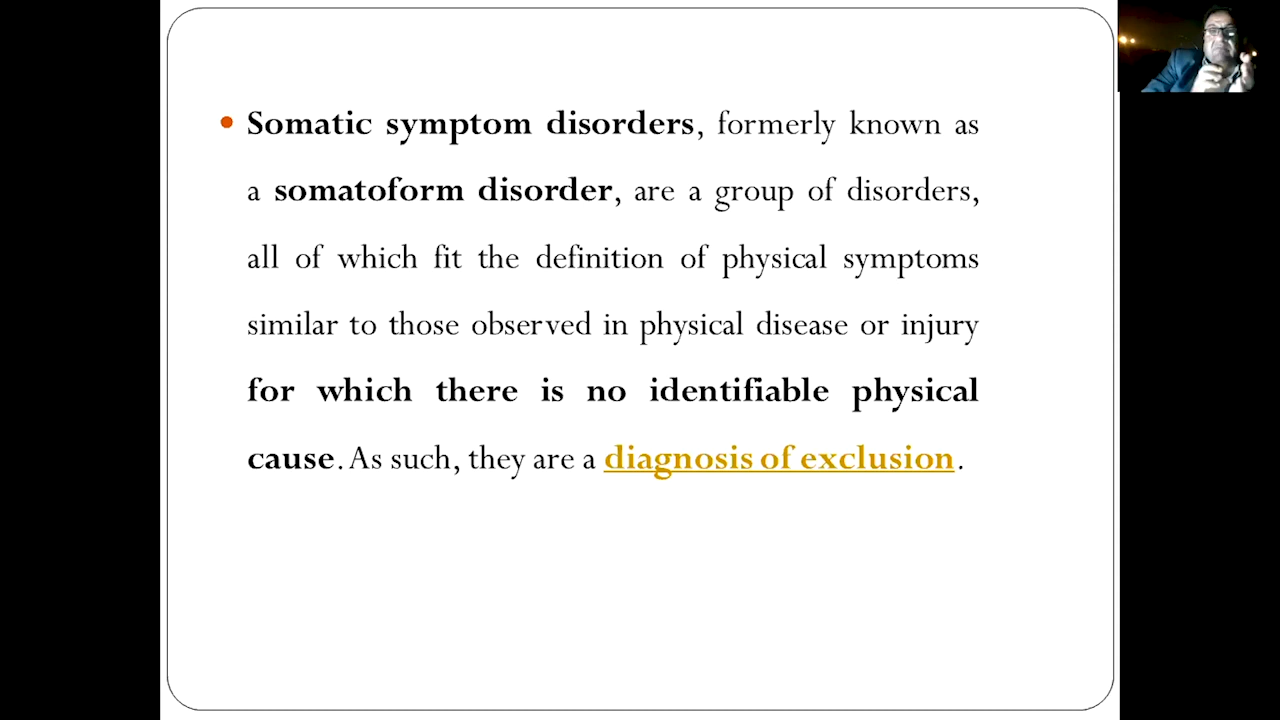 • Somatic symptom disorders, formerly known as
a somatoform disorder, are a group of disorders,
all of which fit the definition of physical symptoms
similar to those observed in physical disease or injury
for which there is no identifiable physical
cause. As such, they are a diagnosis of exclusion.